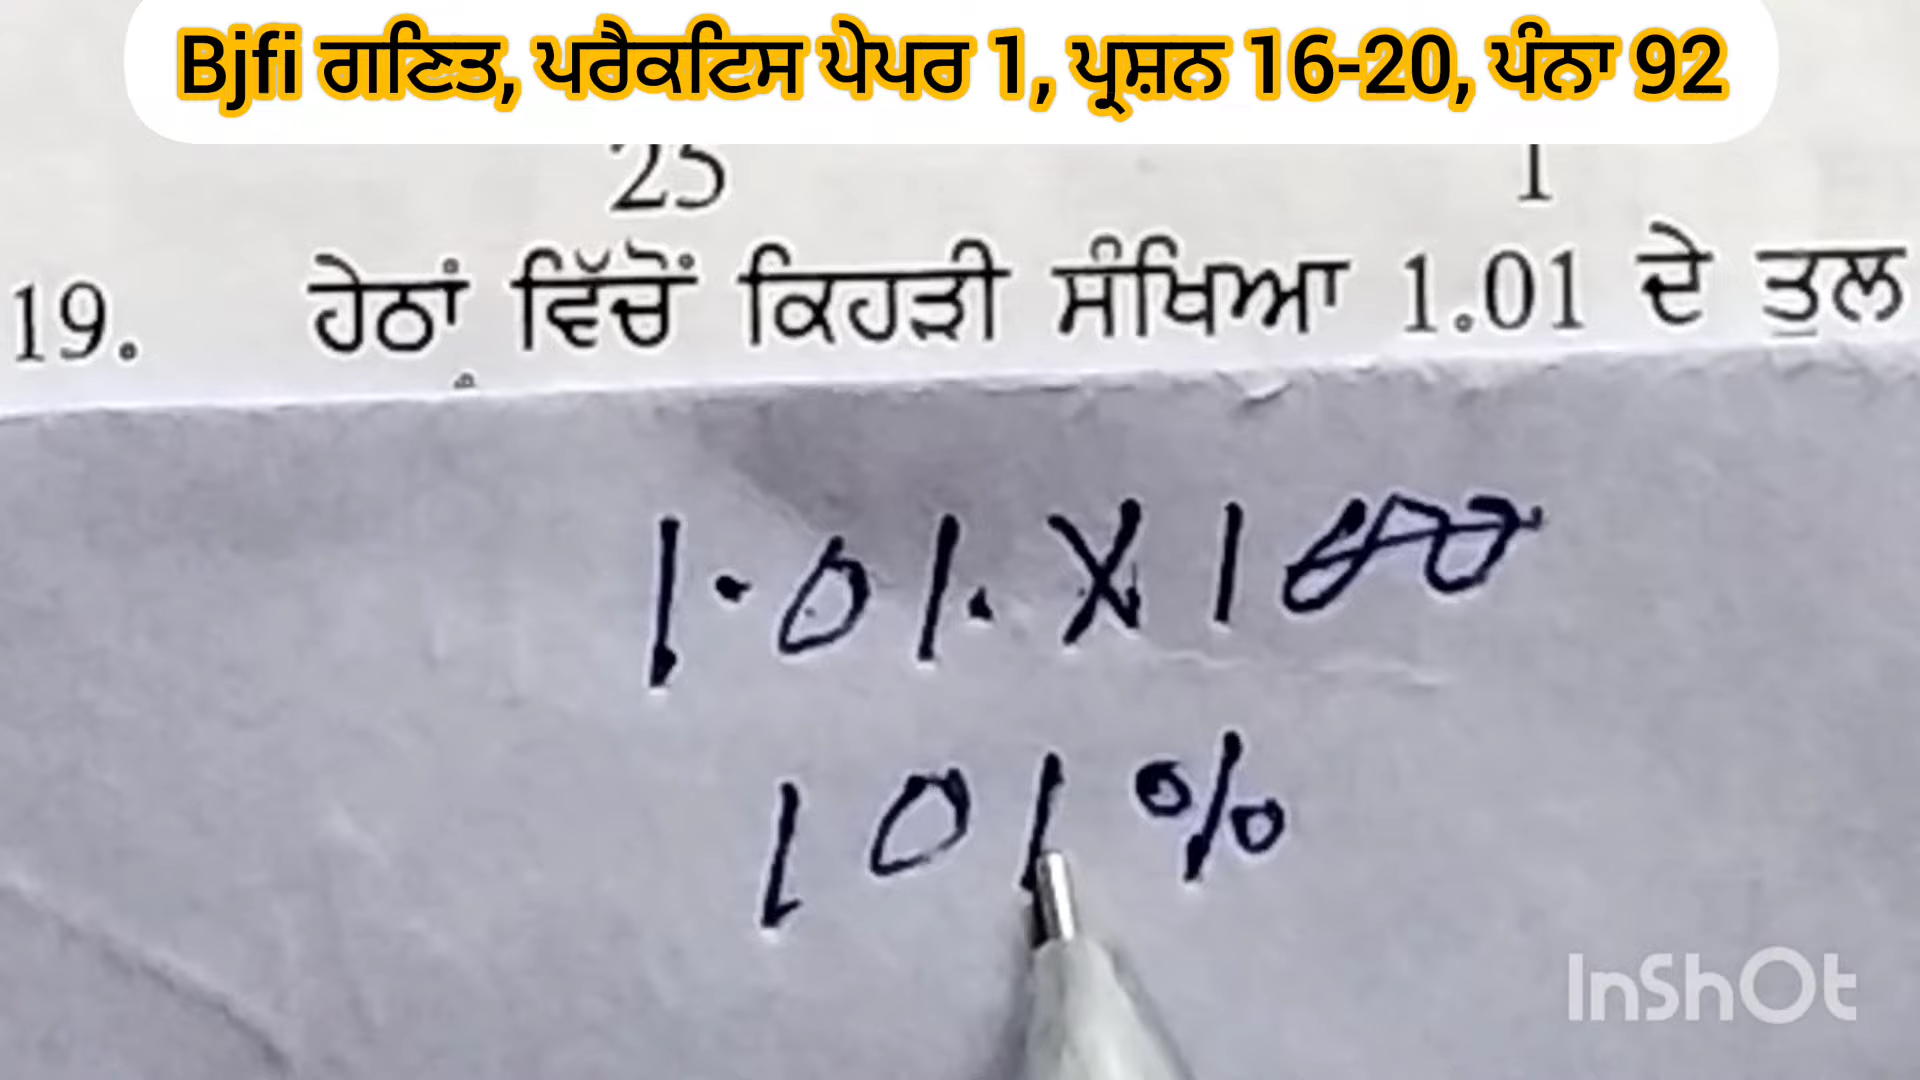 Bjfi ਗਣਿਤ, ਪਰੈਕਟਿਸ ਪੇਪਰ 1, ਪ੍ਰਸ਼ਨ 16-20, ਪੰਨਾ 92
25 1
19. ਹੇਠਾਂ ਵਿੱਚੋਂ ਕਿਹੜੀ ਸੰਖਿਆ 1.01 ਦੇ ਤੁਲ
1.01. X 100
101%
InShOt